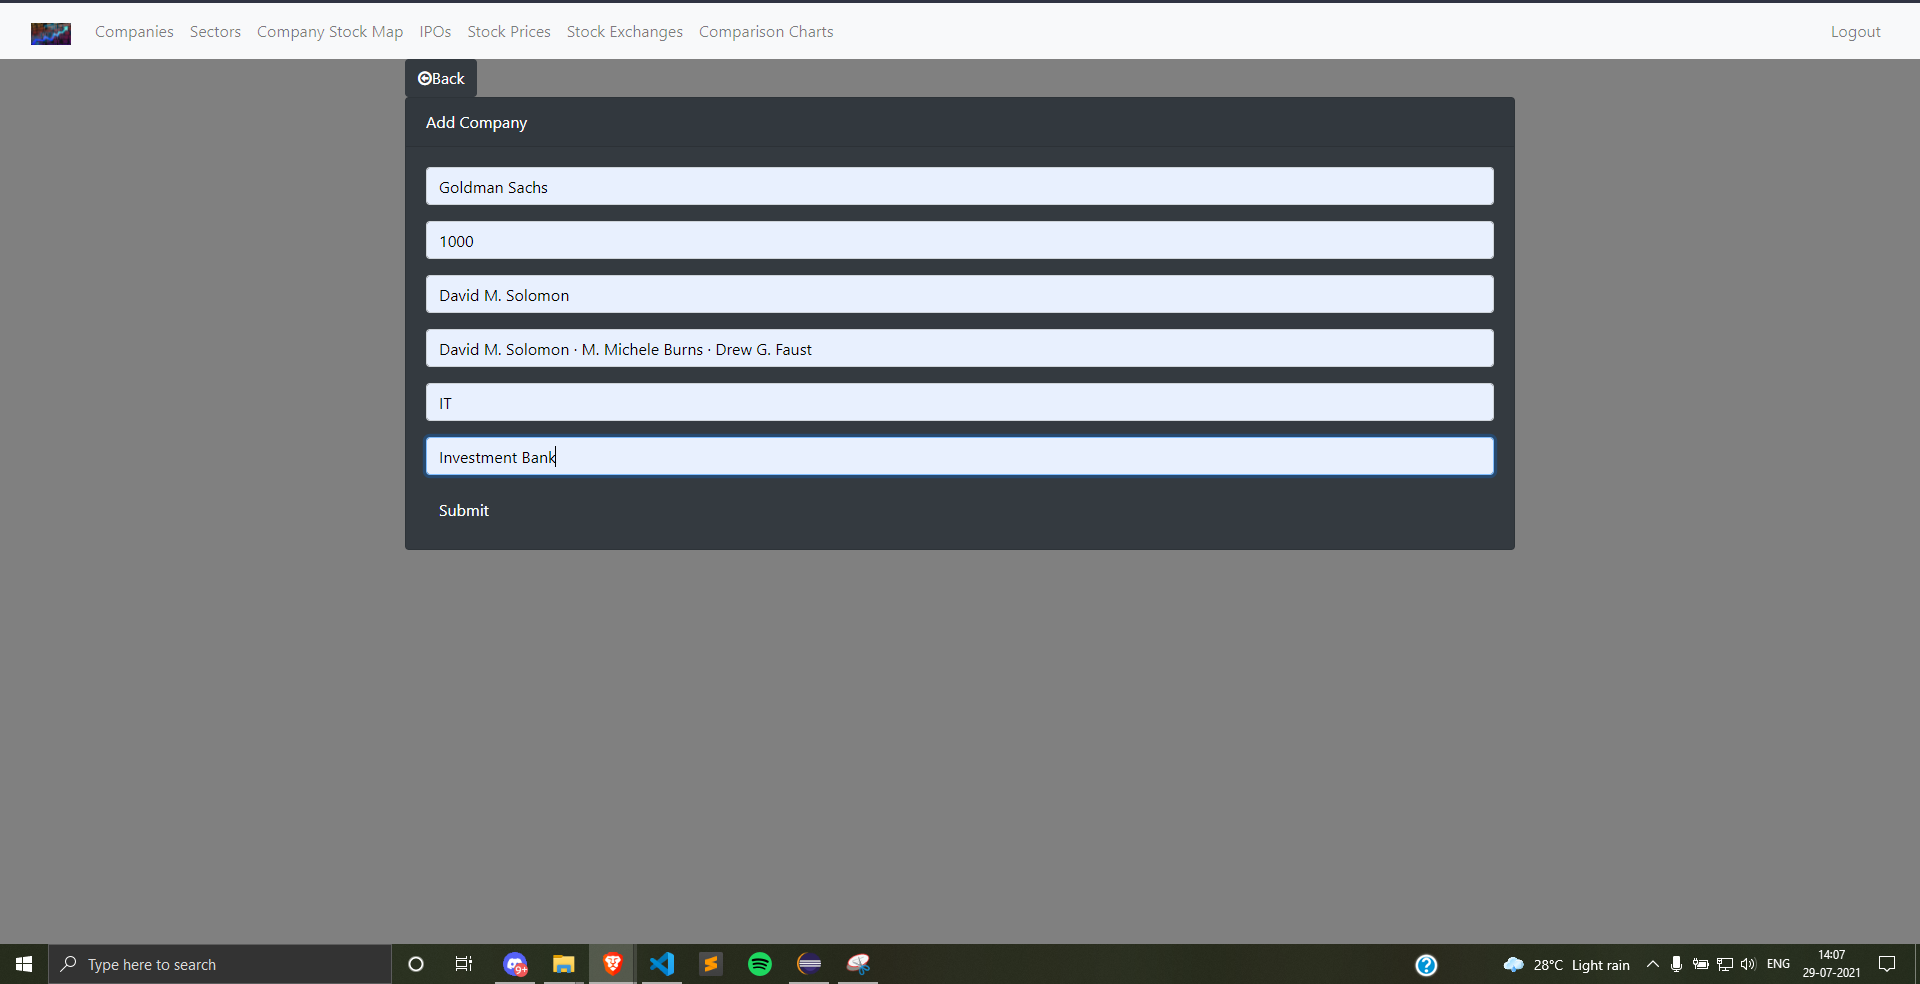 Companies Sectors Company Stock Map IPOs Stock Prices Stock Exchanges Comparison Charts Logout
Back
Add Company
Goldman Sachs
1000
David M. Solomon
David M. Solomon · M. Michele Burns · Drew G. Faust
IT
Investment Bank
Submit
Type here to search 9+ 28°C Light rain ENG 14:07
29-07-2021